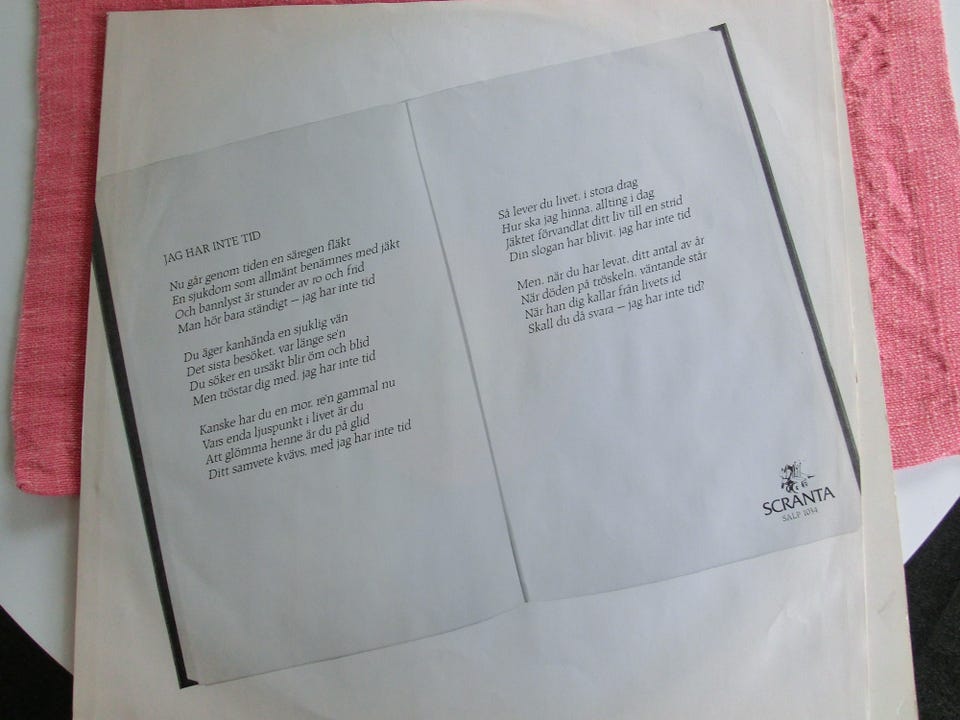 JAG HAR INTE TID
Nu går genom tiden en säregen fläkt
En sjukdom som allmänt benämnes med jäkt
Och bannlyst är stunder av ro och frid
Man hör bara ständigt – jag har inte tid
Du äger kanhända en sjuklig vän
Det sista besöket. var länge se'n
Du söker en ursäkt blir öm och blid
Men tröstar dig med. jag har inte tid
Kanske har du en mor. re'n gammal nu
Vars enda ljuspunkt i livet är du
Att glömma henne är du på glid
Ditt samvete kvävs. med jag har inte tid
Så lever du livet. i stora drag
Hur ska jag hinna. allting i dag
Jäktet förvandlat ditt liv till en strid
Din slogan har blivit. jag har inte tid
Men. när du har levat. ditt antal av år
När döden på tröskeln. väntande står
När han dig kallar från livets id
Skall du då svara – jag har inte tid?
SCRANTA
SALP 1034